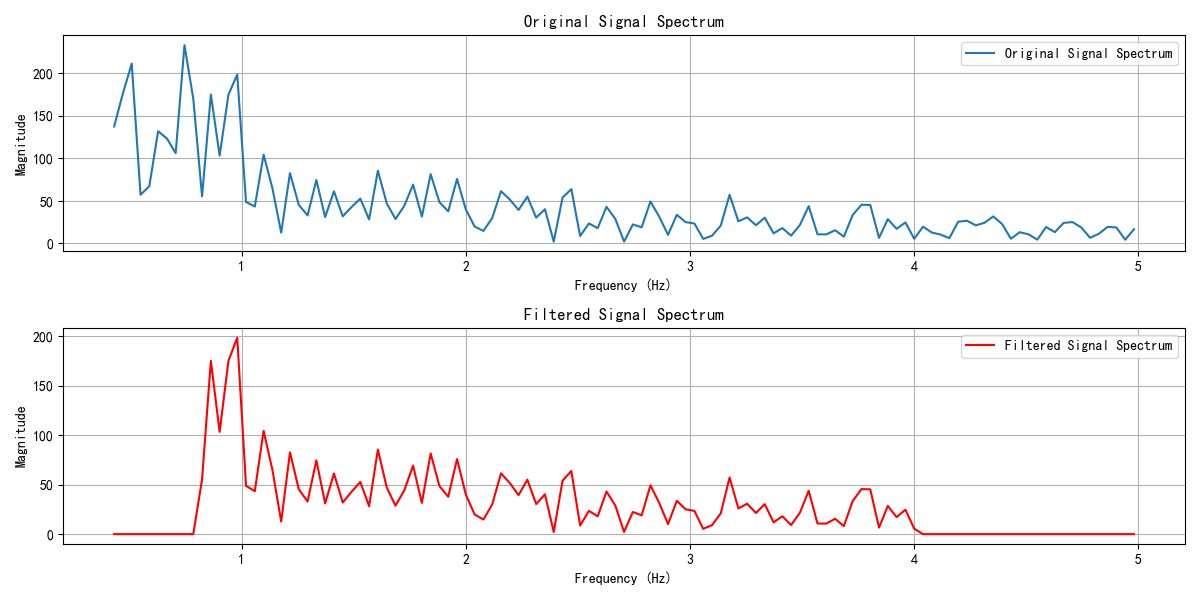 Original Signal Spectrum
Original Signal Spectrum
Magnitude
200
150
100
50
0
1 2 3 4 5
Frequency (Hz)
Filtered Signal Spectrum
Filtered Signal Spectrum
Magnitude
200
150
100
50
0
1 2 3 4 5
Frequency (Hz)